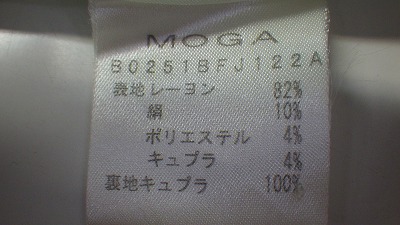 MOGA
B0251BFJ122A
表地レーヨン 82%
絹 10%
ポリエステル 4%
キュプラ 4%
裏地キュプラ 100%